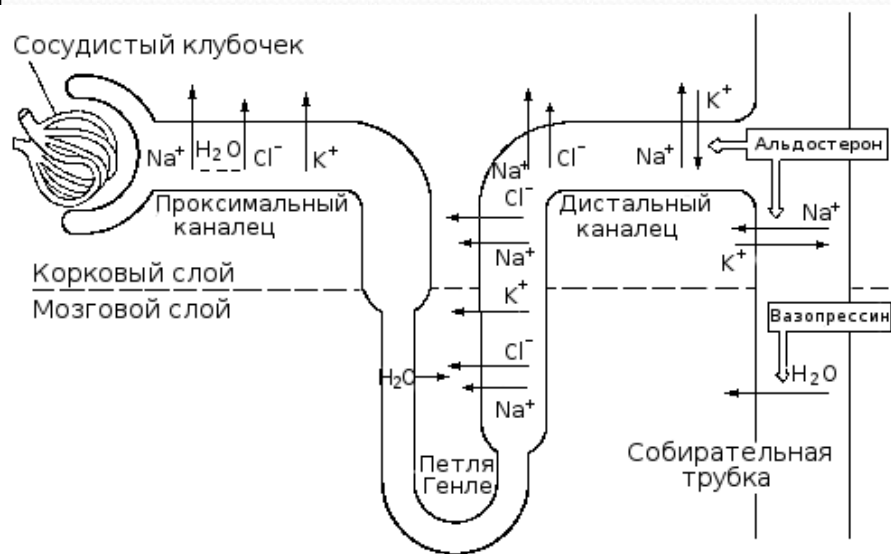 Сосудистый клубочек
Na⁺
H₂O
Cl⁻
K⁺
Проксимальный
каналец
Корковый слой
Мозговой слой
H₂O
Петля
Генле
Na⁺
Cl⁻
Cl⁻
Na⁺
K⁺
Cl⁻
Na⁺
Na⁺
K⁺
Дистальный
каналец
Альдостерон
Na⁺
K⁺
Вазопрессин
H₂O
Собирательная
трубка